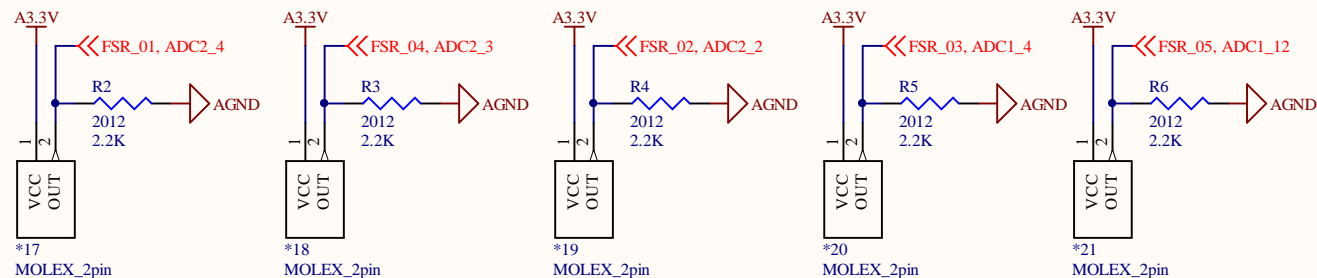 A3.3V
FSR_01, ADC2_4
R2
AGND
2012
2.2K
1
2
VCC
OUT
*17
MOLEX_2pin
A3.3V
FSR_04, ADC2_3
R3
AGND
2012
2.2K
1
2
VCC
OUT
*18
MOLEX_2pin
A3.3V
FSR_02, ADC2_2
R4
AGND
2012
2.2K
1
2
VCC
OUT
*19
MOLEX_2pin
A3.3V
FSR_03, ADC1_4
R5
AGND
2012
2.2K
1
2
VCC
OUT
*20
MOLEX_2pin
A3.3V
FSR_05, ADC1_12
R6
AGND
2012
2.2K
1
2
VCC
OUT
*21
MOLEX_2pin